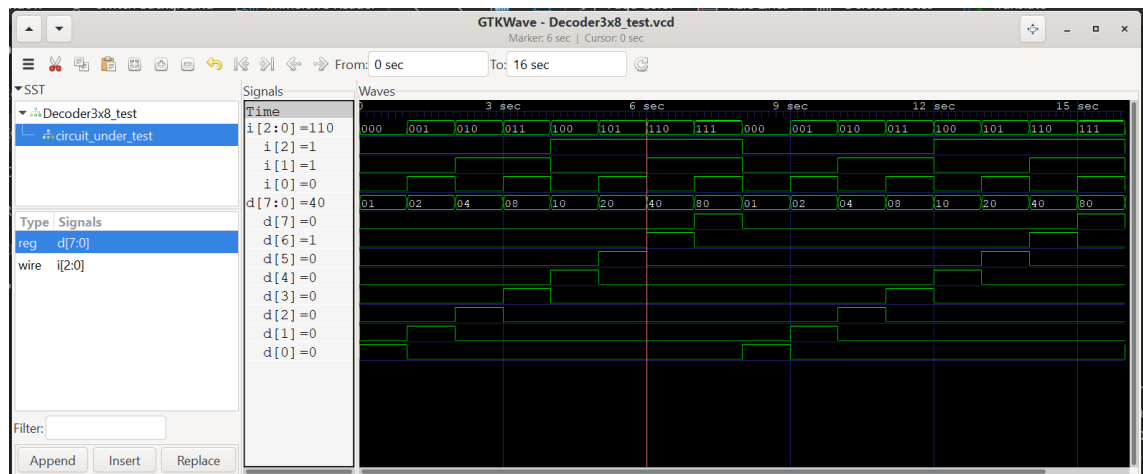 GTKWave - Decoder3x8_test.vcd
Marker: 6 sec | Cursor: 0 sec
From: 0 sec To: 16 sec
SST
Decoder3x8_test
circuit_under_test
Type Signals
reg d[7:0]
wire i[2:0]
Filter:
Append Insert Replace
Signals
Time
i[2:0]=110
i[2]=1
i[1]=1
i[0]=0
d[7:0]=40
d[7]=0
d[6]=1
d[5]=0
d[4]=0
d[3]=0
d[2]=0
d[1]=0
d[0]=0
Waves
3 sec 6 sec 9 sec 12 sec 15 sec
000 001 010 011 100 101 110 111 000 001 010 011 100 101 110 111
01 02 04 08 10 20 40 80 01 02 04 08 10 20 40 80